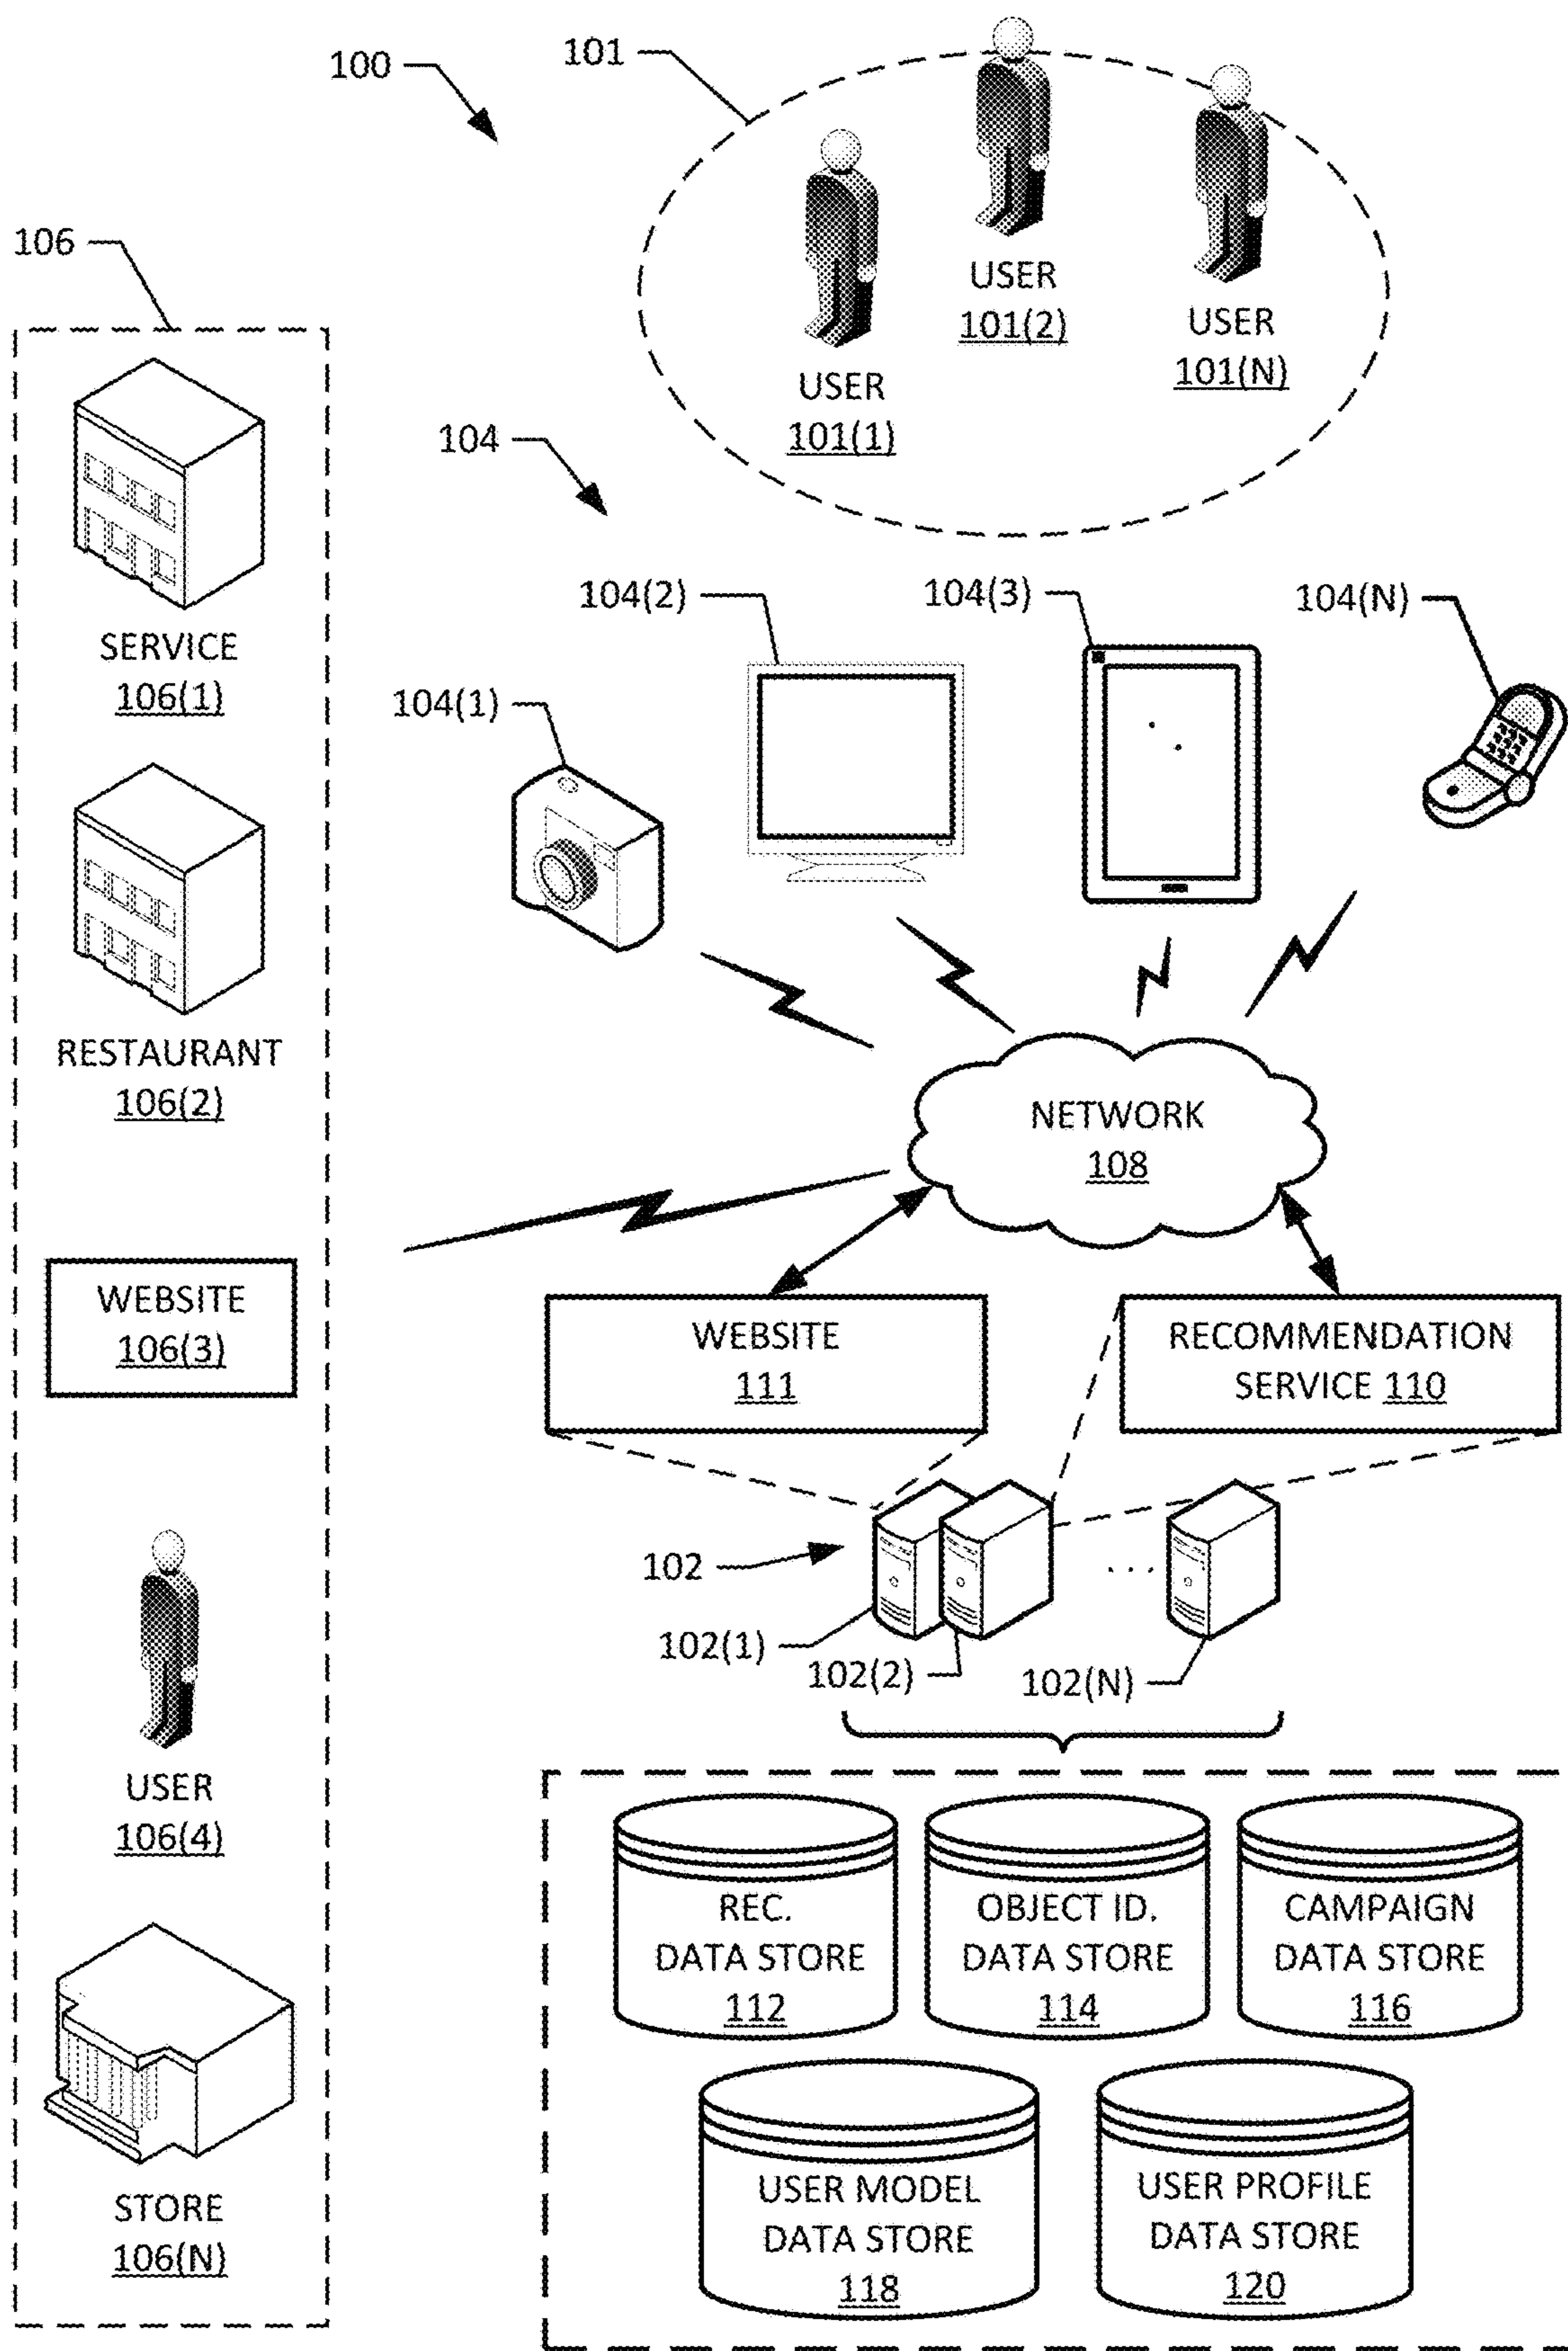 100
101
USER
101(2)
USER
101(N)
USER
101(1)
106
104
SERVICE
106(1)
104(2)
104(3)
104(N)
104(1)
RESTAURANT
106(2)
NETWORK
108
WEBSITE
106(3)
WEBSITE
111
RECOMMENDATION
SERVICE 110
102
...
102(1)
102(2)
102(N)
USER
106(4)
REC.
DATA STORE
112
OBJECT ID.
DATA STORE
114
CAMPAIGN
DATA STORE
116
STORE
106(N)
USER MODEL
DATA STORE
118
USER PROFILE
DATA STORE
120